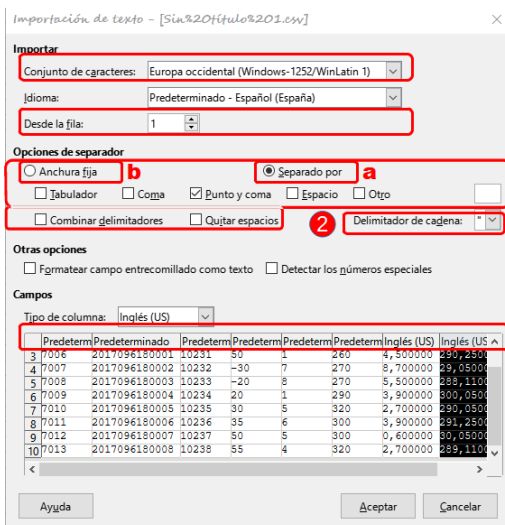 Importación de texto - [Sin%20título%201.csv]
Importar
Conjunto de caracteres: Europa occidental (Windows-1252/WinLatin 1)
Idioma: Predeterminado - Español (España)
Desde la fila: 1
Opciones de separador
Anchura fija b Separado por a
Tabulador Coma Punto y coma Espacio Otro
Combinar delimitadores Quitar espacios 2 Delimitador de cadena: "
Otras opciones
Formatear campo entrecomillado como texto Detectar los números especiales
Campos
Tipo de columna: Inglés (US)
Predeterm Predeterminado Predeterm Predeterm Predeterm Predeterm Inglés (US) Inglés (US
3 7006 2017096180001 10231 50 1 260 4,500000 290,2500
4 7007 2017096180002 10232 -30 7 270 8,700000 29,05000
5 7008 2017096180003 10233 -20 8 270 5,500000 288,1100
6 7009 2017096180004 10234 20 1 290 3,900000 300,0500
7 7010 2017096180005 10235 30 5 320 2,700000 290,0500
8 7011 2017096180006 10236 35 6 300 3,900000 291,2500
9 7012 2017096180007 10237 50 5 300 0,600000 30,05000
10 7013 2017096180008 10238 55 4 320 2,700000 289,1100
Ayuda Aceptar Cancelar